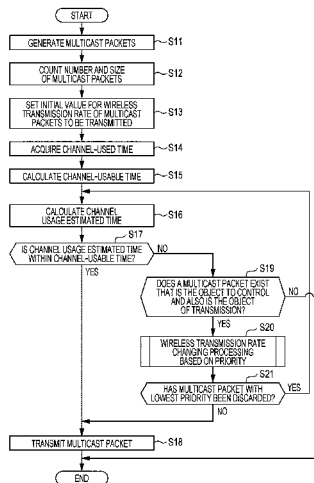 START
GENERATE MULTICAST PACKETS
S11
COUNT NUMBER AND SIZE
OF MULTICAST PACKETS
S12
SET INITIAL VALUE FOR WIRELESS
TRANSMISSION RATE OF MULTICAST
PACKETS TO BE TRANSMITTED
S13
ACQUIRE CHANNEL-USED TIME
S14
CALCULATE CHANNEL-USABLE TIME
S15
CALCULATE CHANNEL
USAGE ESTIMATED TIME
S16
S17
IS CHANNEL USAGE ESTIMATED TIME
WITHIN CHANNEL-USABLE TIME?
NO
YES
S19
DOES A MULTICAST PACKET EXIST
THAT IS THE OBJECT TO CONTROL
AND ALSO IS THE OBJECT
OF TRANSMISSION?
NO
YES
S20
WIRELESS TRANSMISSION RATE
CHANGING PROCESSING
BASED ON PRIORITY
S21
HAS MULTICAST PACKET WITH
LOWEST PRIORITY BEEN DISCARDED?
YES
NO
TRANSMIT MULTICAST PACKET
S18
END